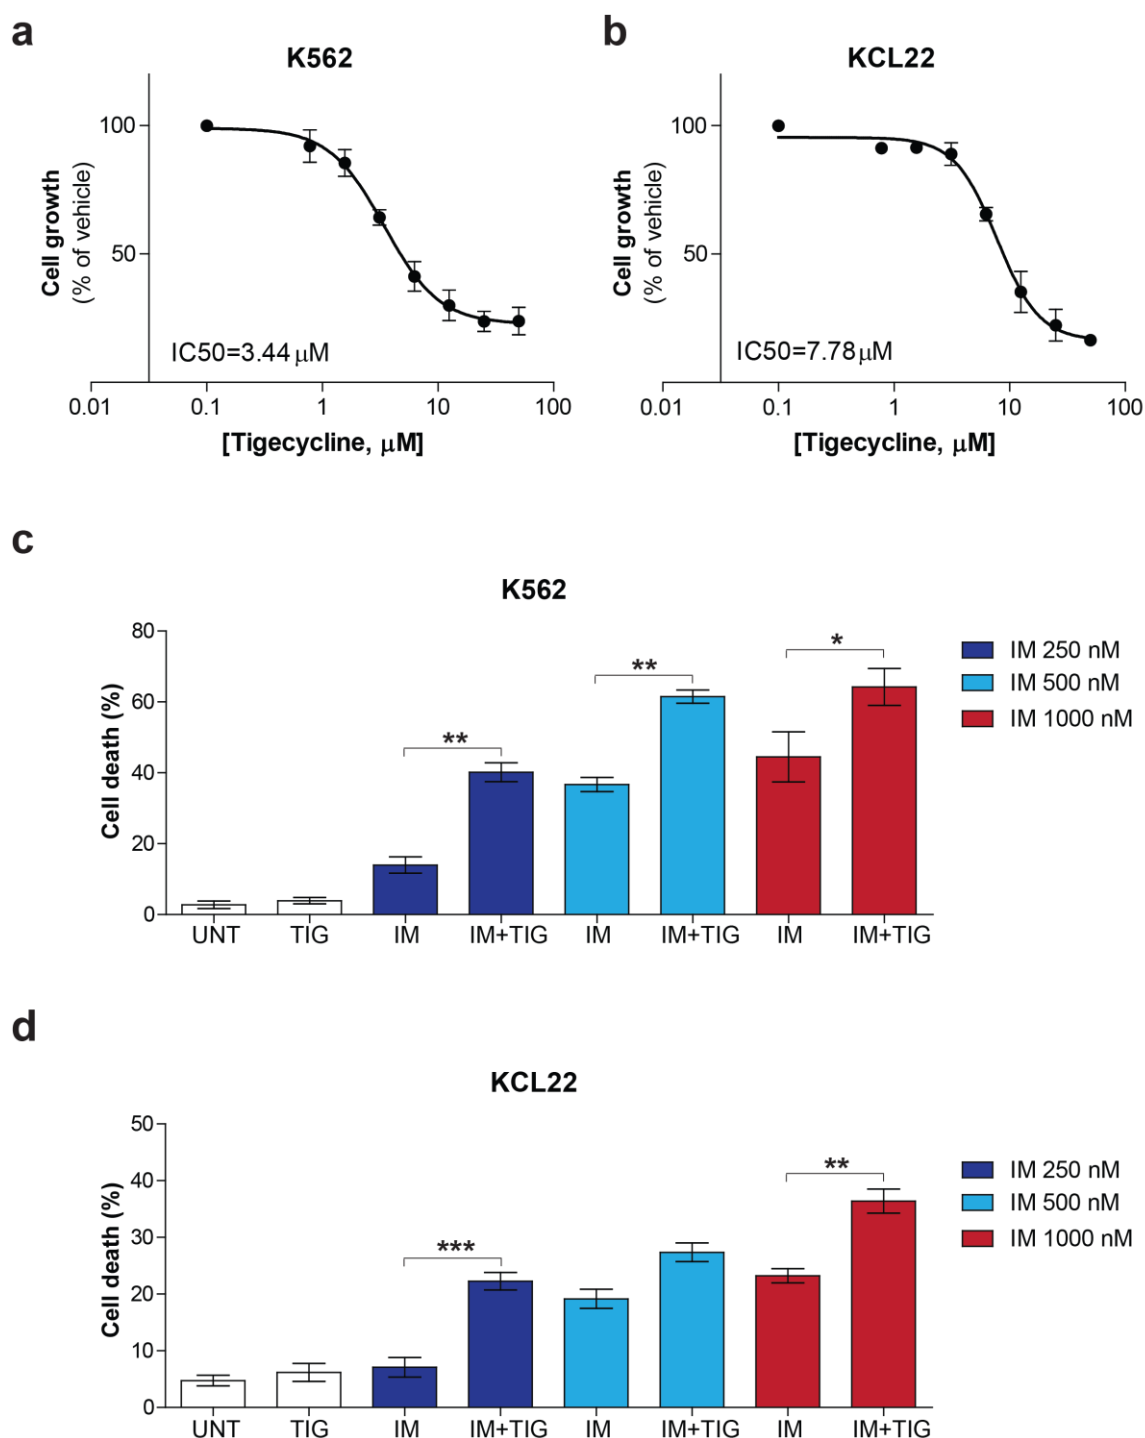 a
K562
100
50
Cell growth
(% of vehicle)
IC50=3.44 μM
0.01 0.1 1 10 100
[Tigecycline, μM]
b
KCL22
100
50
Cell growth
(% of vehicle)
IC50=7.78 μM
0.01 0.1 1 10 100
[Tigecycline, μM]
c
K562
80
60
40
20
0
Cell death (%)
** ** *
UNT TIG IM IM+TIG IM IM+TIG IM IM+TIG
IM 250 nM
IM 500 nM
IM 1000 nM
d
KCL22
50
40
30
20
10
0
Cell death (%)
*** **
UNT TIG IM IM+TIG IM IM+TIG IM IM+TIG
IM 250 nM
IM 500 nM
IM 1000 nM